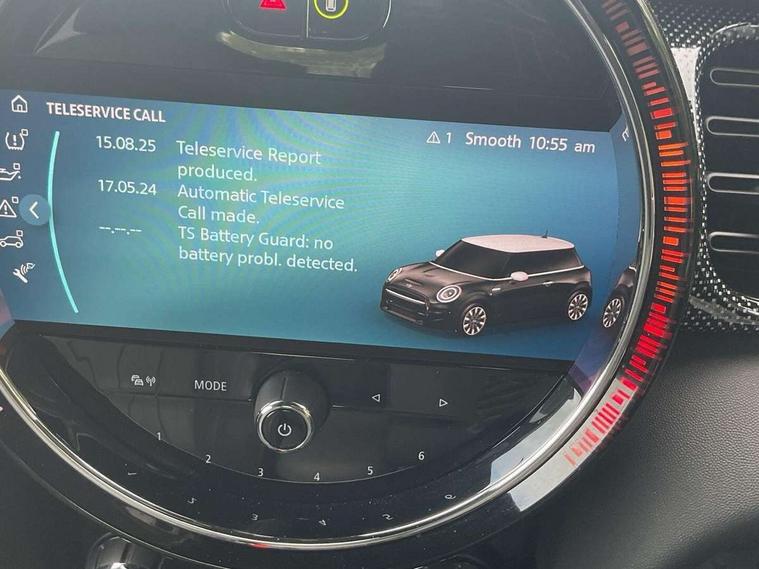 TELESERVICE CALL
1 Smooth 10:55 am
15.08.25 Teleservice Report
produced.
17.05.24 Automatic Teleservice
Call made.
--.--.-- TS Battery Guard: no
battery probl. detected.
MODE
1 2 3 4 5 6